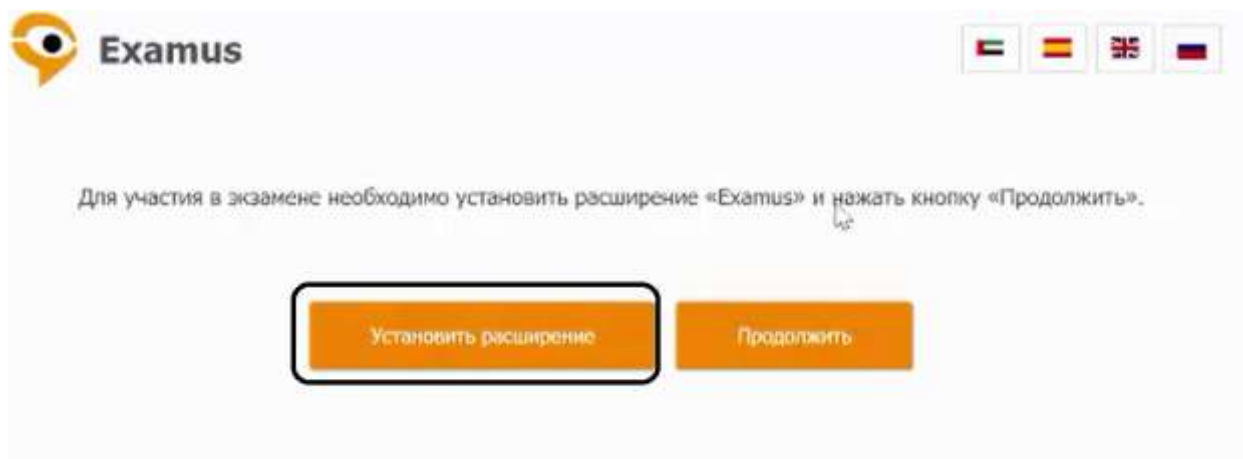 Examus
Для участия в экзамене необходимо установить расширение «Examus» и нажать кнопку «Продолжить».
Установить расширение
Продолжить